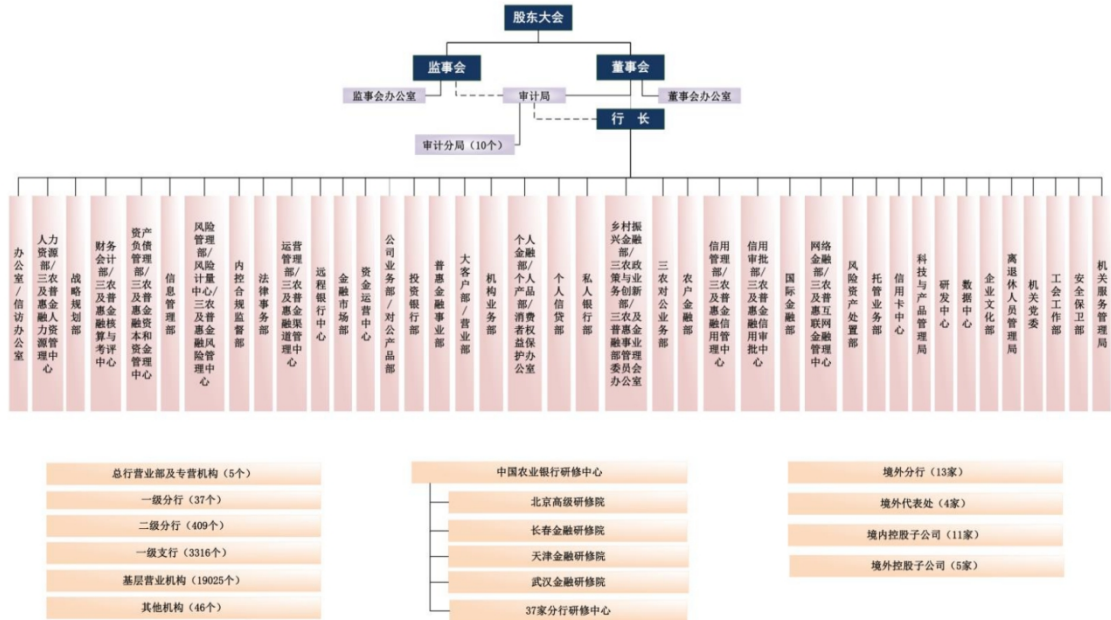 股东大会
监事会
董事会
监事会办公室
审计局
董事会办公室
行 长
审计分局（10个）
办公室/信访办公室
人力资源部/三农及普惠金融人力资源管理中心
战略规划部
财务会计部/三农及普惠金融核算与考评中心
资产负债管理部/三农及普惠金融资本和资金管理中心
信息管理部
风险管理部/风险计量中心/三农及普惠金融风险管理中心
内控合规监督部
法律事务部
运营管理部/三农及普惠金融渠道管理中心
远程银行中心
金融市场部
资金运营中心
公司业务部/对公产品部
投资银行部
普惠金融事业部
大客户部/营业部
机构业务部
个人金融部/个人产品部/消费者权益保护办公室
个人信贷部
私人银行部
乡村振兴金融部/三农政策与业务创新部/三农及普惠金融事业部管理委员会办公室
三农对公业务部
农户金融部
信用管理部/三农及普惠金融信用管理中心
信用审批部/三农及普惠金融信用审批中心
国际金融部
网络金融部/三农及普惠互联网金融管理中心
风险资产处置部
托管业务部
信用卡中心
科技与产品管理局
研发中心
数据中心
企业文化部
离退休人员管理局
机关党委
工会工作部
安全保卫部
机关服务管理局
总行营业部及专营机构（5个）
一级分行（37个）
二级分行（409个）
一级支行（3316个）
基层营业机构（19025个）
其他机构（46个）
中国农业银行研修中心
北京高级研修院
长春金融研修院
天津金融研修院
武汉金融研修院
37家分行研修中心
境外分行（13家）
境外代表处（4家）
境内控股子公司（11家）
境外控股子公司（5家）